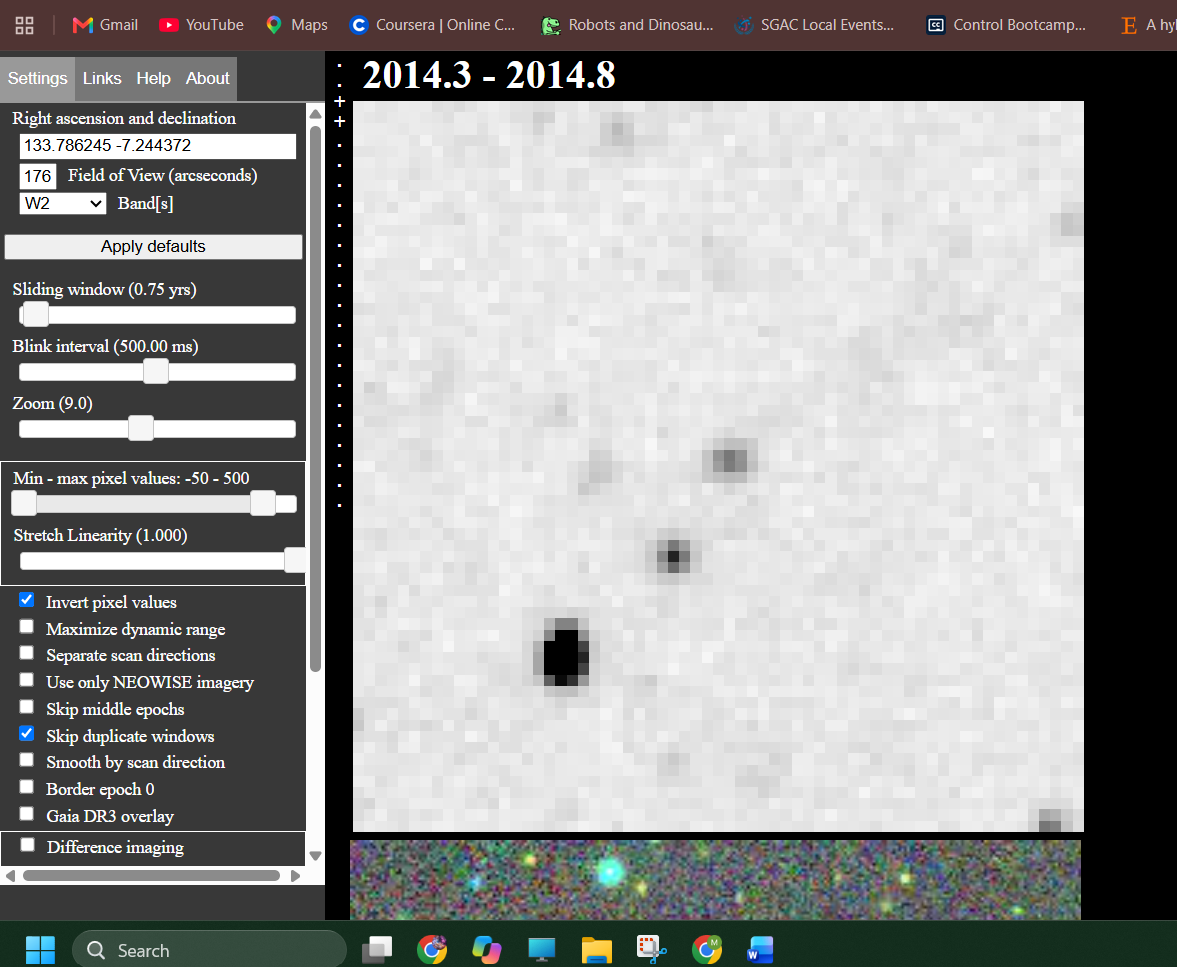 Gmail YouTube Maps Coursera | Online C... Robots and Dinosau... SGAC Local Events... Control Bootcamp... A hyl
Settings Links Help About
2014.3 - 2014.8
Right ascension and declination
133.786245 -7.244372
176 Field of View (arcseconds)
W2 Band[s]
Apply defaults
Sliding window (0.75 yrs)
Blink interval (500.00 ms)
Zoom (9.0)
Min - max pixel values: -50 - 500
Stretch Linearity (1.000)
Invert pixel values
Maximize dynamic range
Separate scan directions
Use only NEOWISE imagery
Skip middle epochs
Skip duplicate windows
Smooth by scan direction
Border epoch 0
Gaia DR3 overlay
Difference imaging
Search